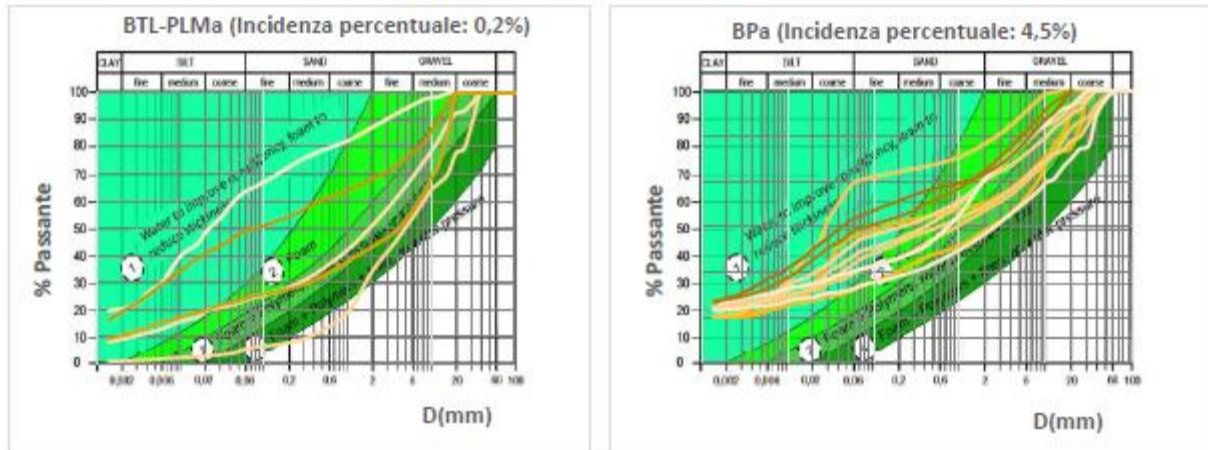 BTL-PLMa (Incidenza percentuale: 0,2%)
CLAY SILT SAND GRAVEL
fine medium coarse fine medium coarse fine medium coarse
100
90
80
70
60
50
40
30
20
10
0
% Passante
Water to improve consistency, foam to
reduce stickiness
1
2
Foam
0,002 0,006 0,02 0,06 0,2 0,6 2 6 20 60 100
D(mm)
BPa (Incidenza percentuale: 4,5%)
CLAY SILT SAND GRAVEL
fine medium coarse fine medium coarse fine medium coarse
100
90
80
70
60
50
40
30
20
10
0
% Passante
Water to improve consistency, foam to
reduce stickiness
1
0,002 0,006 0,02 0,06 0,2 0,6 2 6 20 60 100
D(mm)